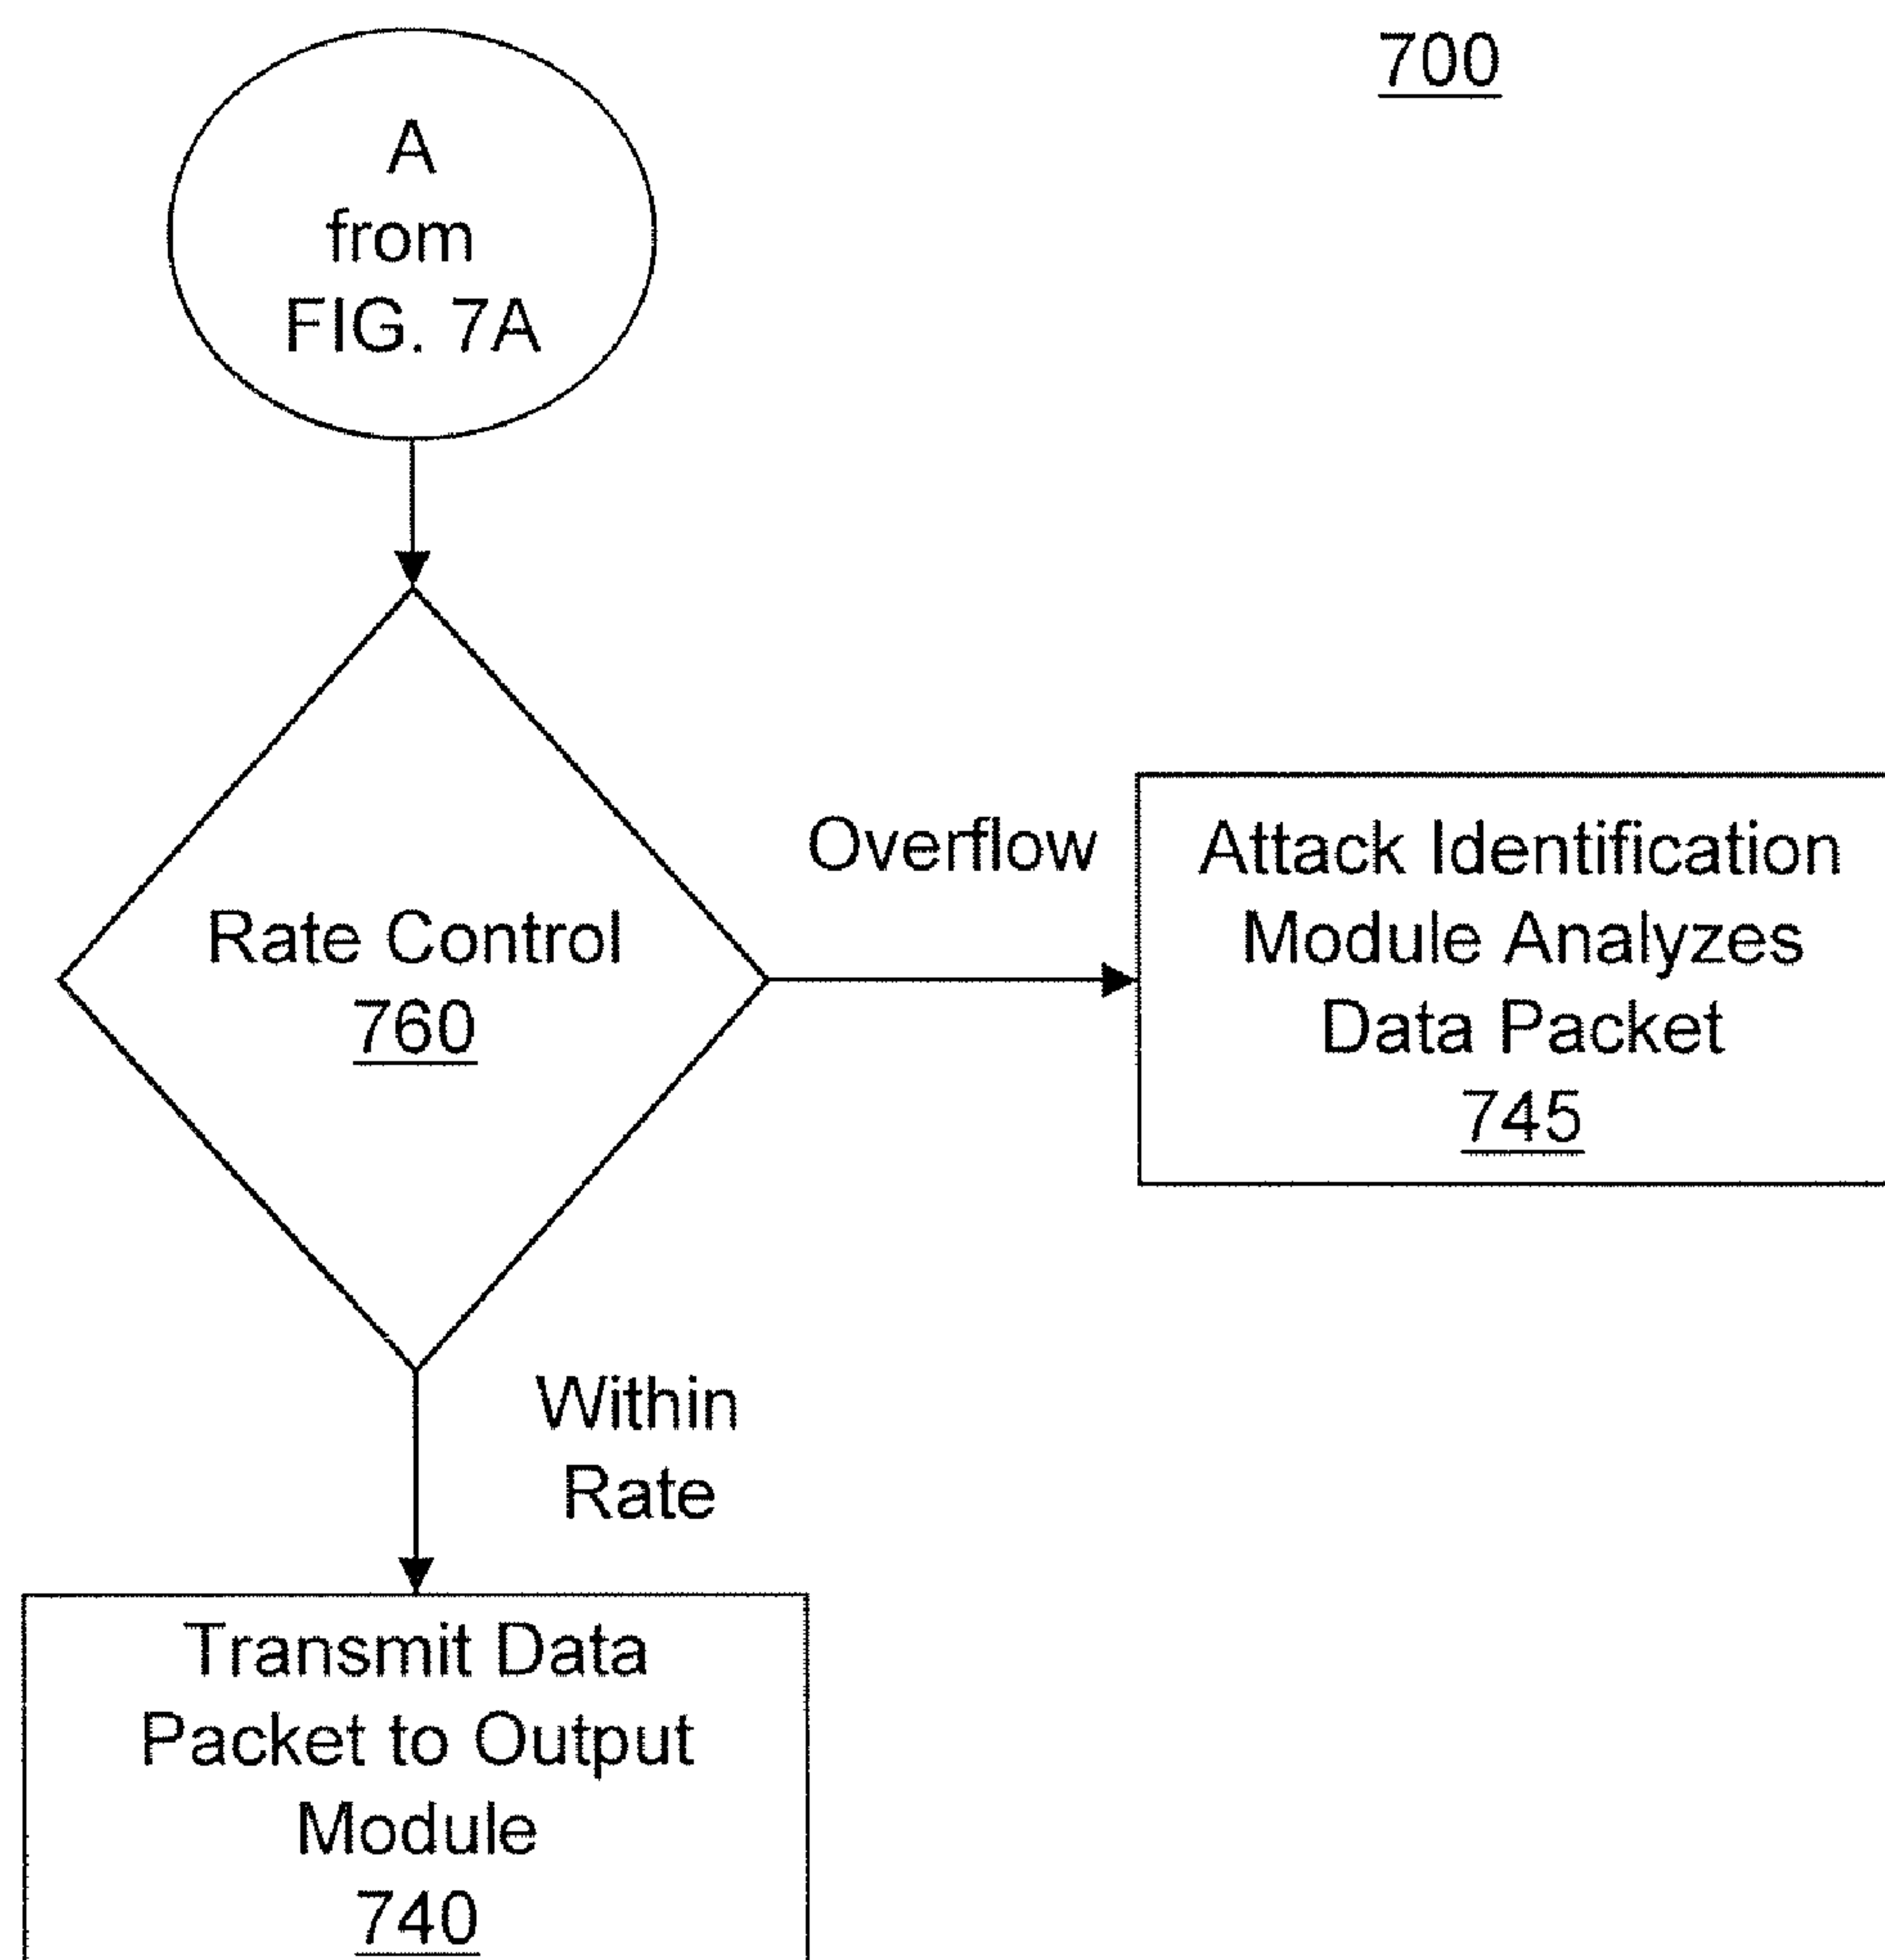 700
A
from
FIG. 7A
Rate Control
760
Overflow
Attack Identification
Module Analyzes
Data Packet
745
Within
Rate
Transmit Data
Packet to Output
Module
740